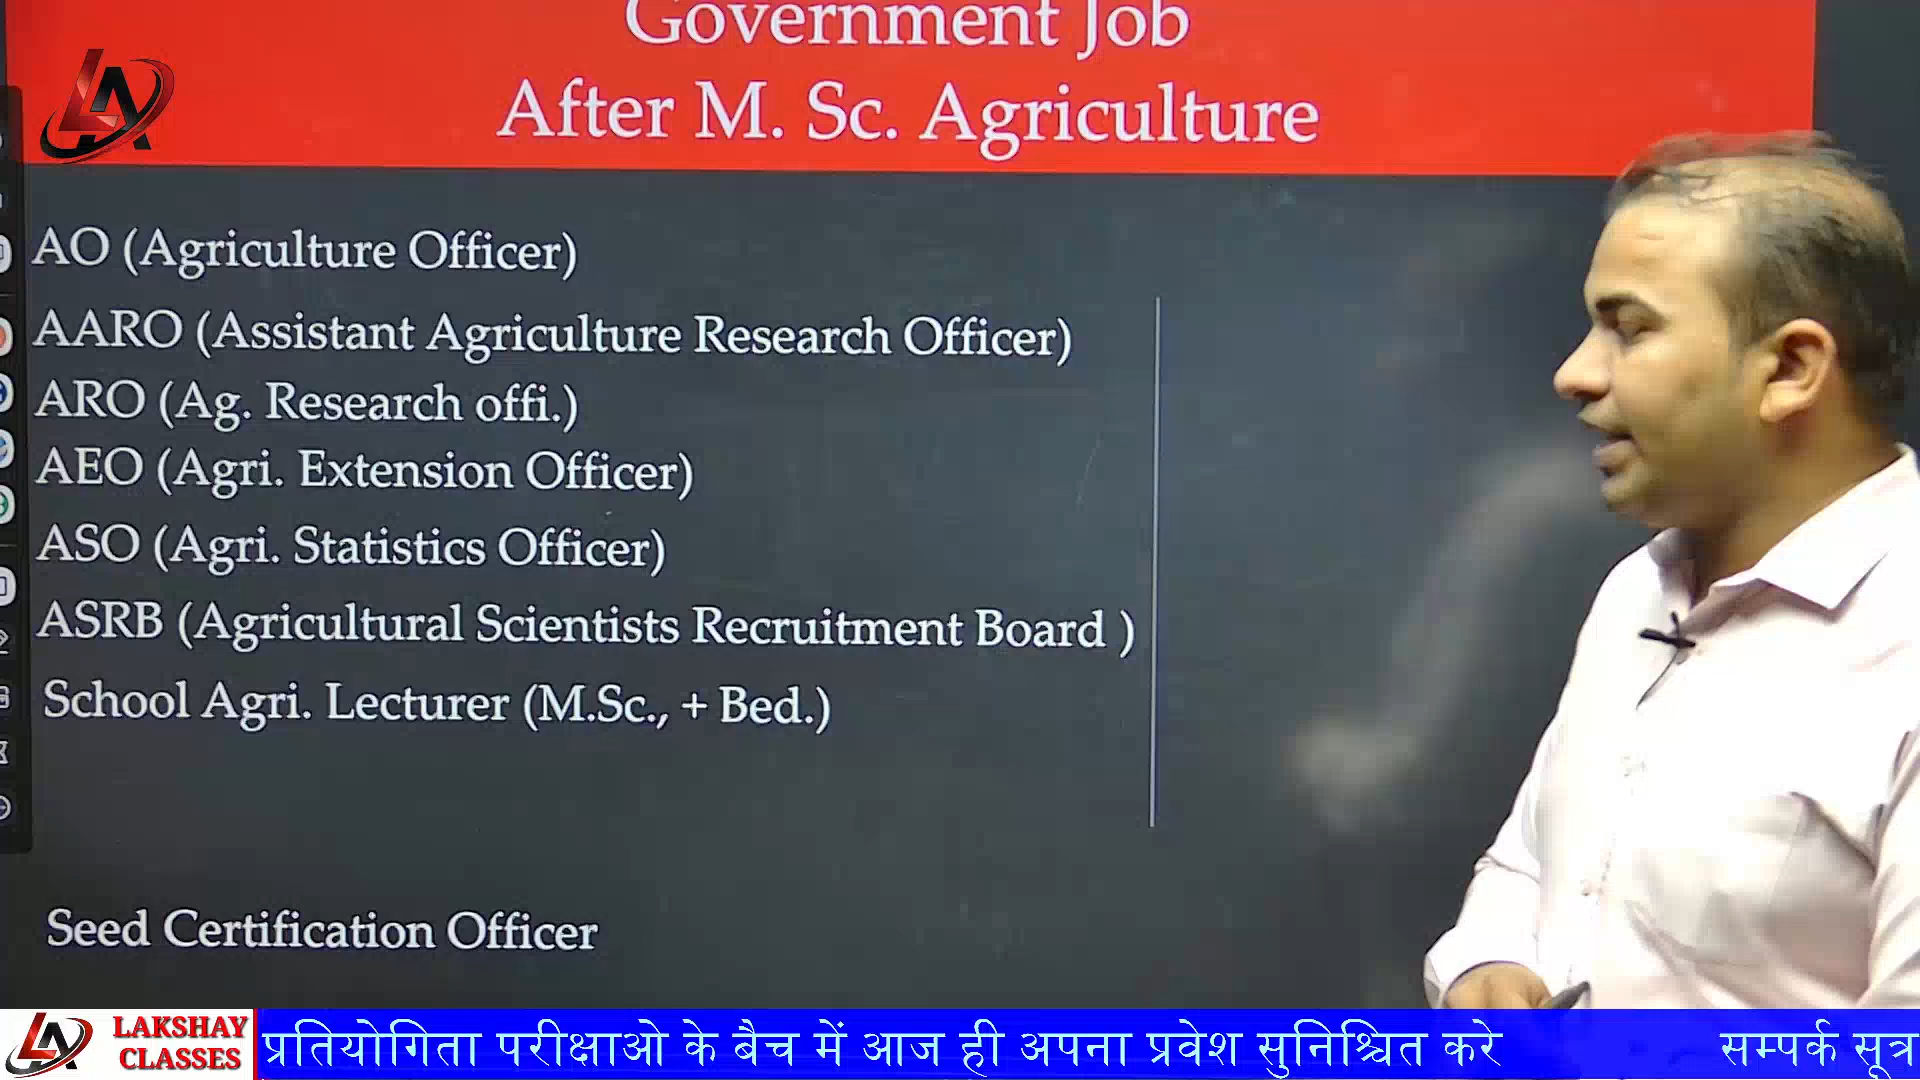 Government Job
After M. Sc. Agriculture
AO (Agriculture Officer)
AARO (Assistant Agriculture Research Officer)
ARO (Ag. Research offi.)
AEO (Agri. Extension Officer)
ASO (Agri. Statistics Officer)
ASRB (Agricultural Scientists Recruitment Board )
School Agri. Lecturer (M.Sc., + Bed.)
Seed Certification Officer
LAKSHAY
CLASSES
प्रतियोगिता परीक्षाओ के बैच में आज ही अपना प्रवेश सुनिश्चित करे सम्पर्क सूत्र